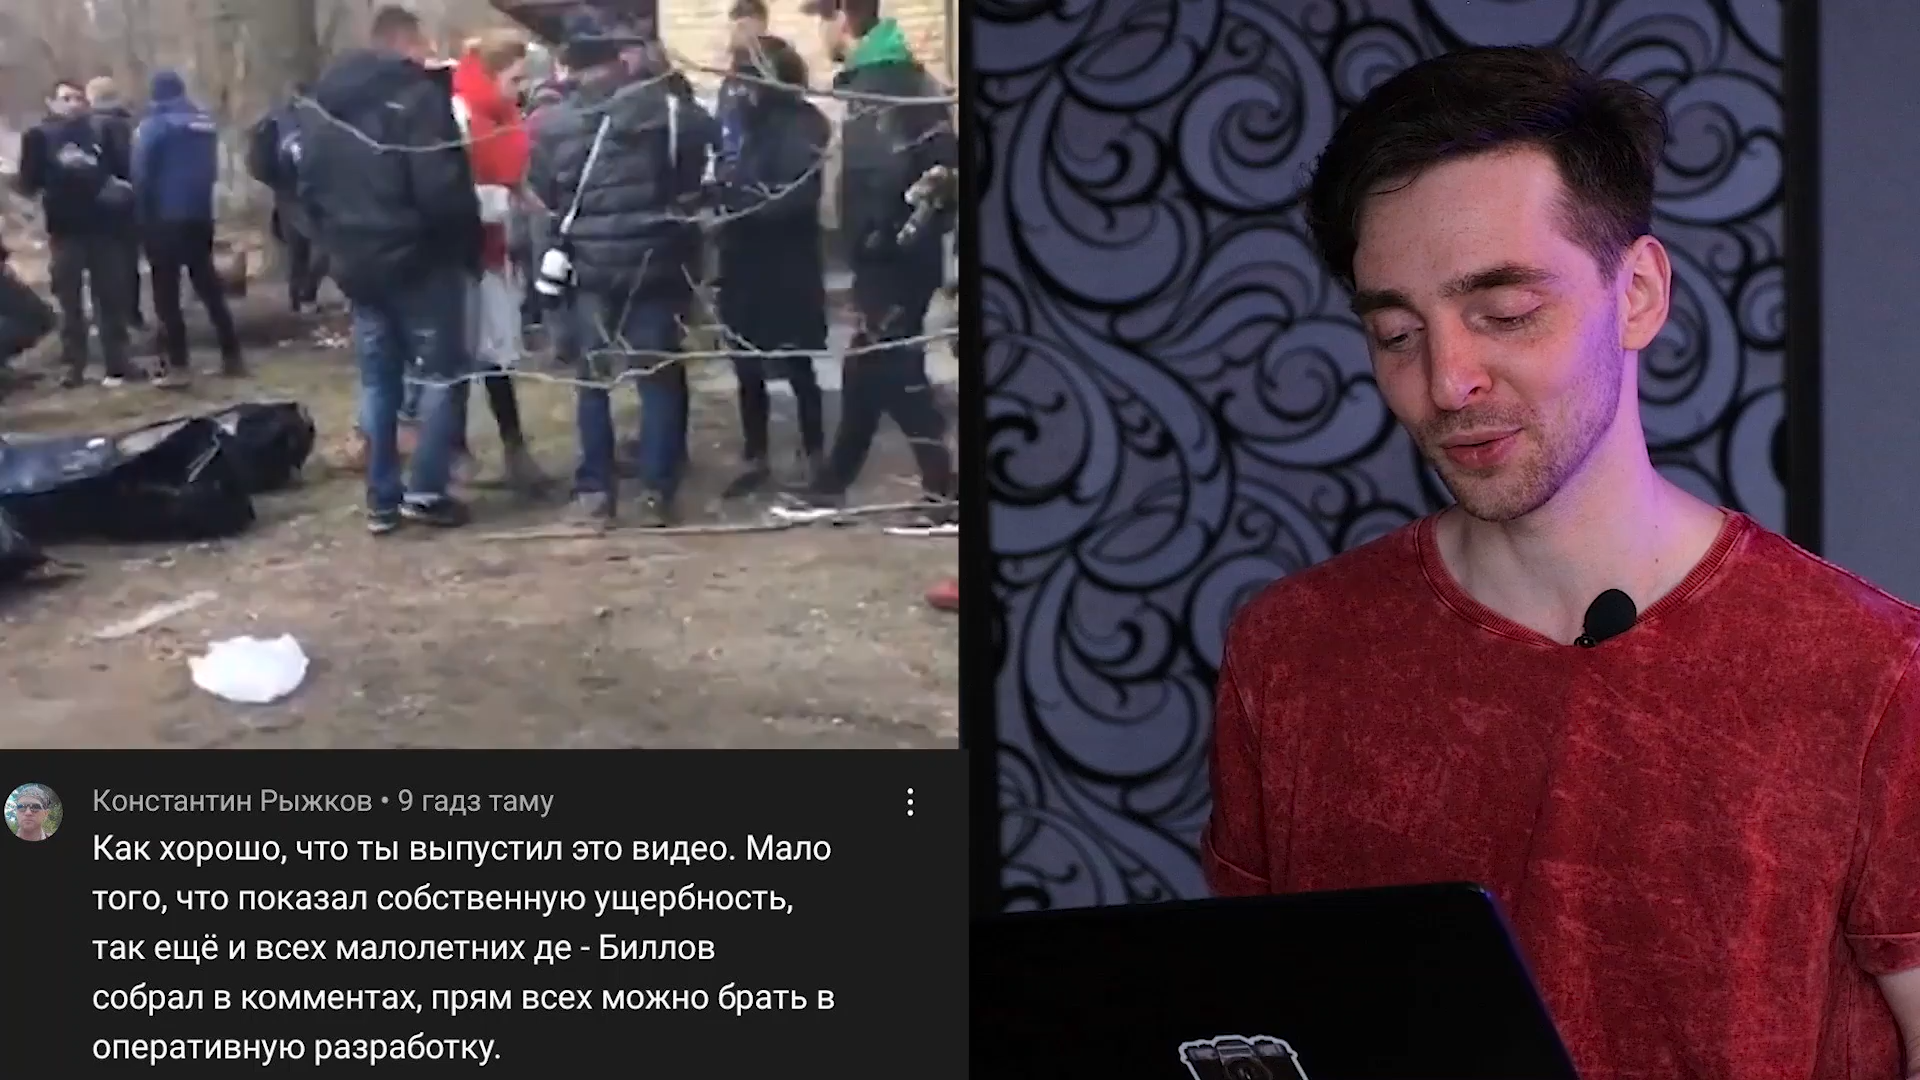 Константин Рыжков • 9 гадз таму
Как хорошо, что ты выпустил это видео. Мало
того, что показал собственную ущербность,
так ещё и всех малолетних де - Биллов
собрал в комментах, прям всех можно брать в
оперативную разработку.